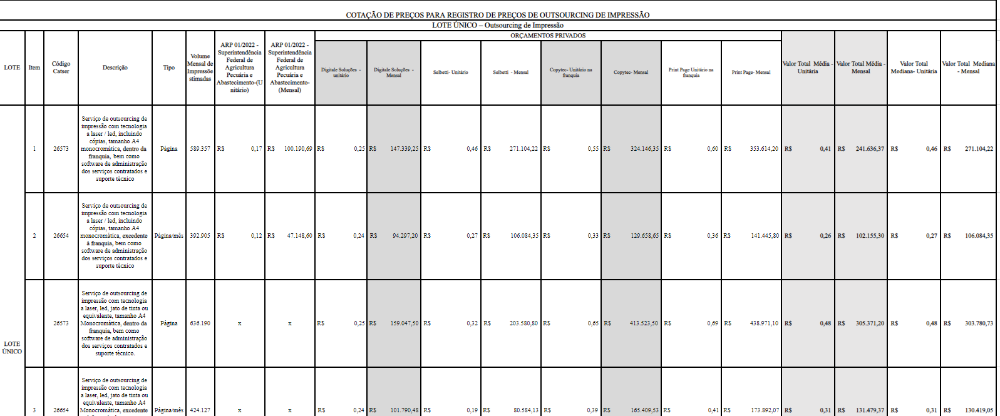 COTAÇÃO DE PREÇOS PARA REGISTRO DE PREÇOS DE OUTSOURCING DE IMPRESSÃO
LOTE ÚNICO – Outsourcing de Impressão
LOTE
Item
Código
Catser
Descrição
Tipo
Volume
Mensal de
Impressõe
stimadas
ARP 01/2022 -
Superintendência
Federal de
Agricultura
Pecuária e
Abastecimento-(U
nitário)
ARP 01/2022 -
Superintendência
Federal de
Agricultura
Pecuária e
Abastecimento-
(Mensal)
ORÇAMENTOS PRIVADOS
Digitale Soluções -
unitário
Digitale Soluções -
Mensal
Selbetti- Unitário
Selbetti - Mensal
Copytec- Unitário na
franquia
Copytec- Mensal
Print Page Unitário na
franquia
Print Page- Mensal
Valor Total Média -
Unitária
Valor Total Média -
Mensal
Valor Total
Mediana- Unitária
Valor Total Mediana
- Mensal
LOTE
ÚNICO
1
26573
Serviço de outsourcing de
impressão com tecnologia
a laser / led, incluindo
cópias, tamanho A4
monocromática, dentro da
franquia, bem como
software de administração
dos serviços contratados e
suporte técnico
Página
589.357
R$ 0,17
R$ 100.190,69
R$ 0,25
R$ 147.339,25
R$ 0,46
R$ 271.104,22
R$ 0,55
R$ 324.146,35
R$ 0,60
R$ 353.614,20
R$ 0,41
R$ 241.636,37
R$ 0,46
R$ 271.104,22
2
26654
Serviço de outsourcing de
impressão com tecnologia
a laser / led, incluindo
cópias, tamanho A4
monocromática, excedente
à franquia, bem como
software de administração
dos serviços contratados e
suporte técnico
Página/mês
392.905
R$ 0,12
R$ 47.148,60
R$ 0,24
R$ 94.297,20
R$ 0,27
R$ 106.084,35
R$ 0,33
R$ 129.658,65
R$ 0,36
R$ 141.445,80
R$ 0,26
R$ 102.155,30
R$ 0,27
R$ 106.084,35
26573
Serviço de outsourcing de
impressão com tecnologia
a laser, led, jato de tinta ou
equivalente, tamanho A4
Monocromática, dentro da
franquia, bem como
software de administração
dos serviços contratados e
suporte técnico.
Página
636.190
x
x
R$ 0,25
R$ 159.047,50
R$ 0,32
R$ 203.580,80
R$ 0,65
R$ 413.523,50
R$ 0,69
R$ 438.971,10
R$ 0,48
R$ 305.371,20
R$ 0,48
R$ 303.780,73
3
26654
Serviço de outsourcing de
impressão com tecnologia
a laser, led, jato de tinta ou
equivalente, tamanho A4
Monocromática, excedente
Página/mês
424.127
x
x
R$ 0,24
R$ 101.790,48
R$ 0,19
R$ 80.584,13
R$ 0,39
R$ 165.409,53
R$ 0,41
R$ 173.892,07
R$ 0,31
R$ 131.479,37
R$ 0,31
R$ 130.419,05